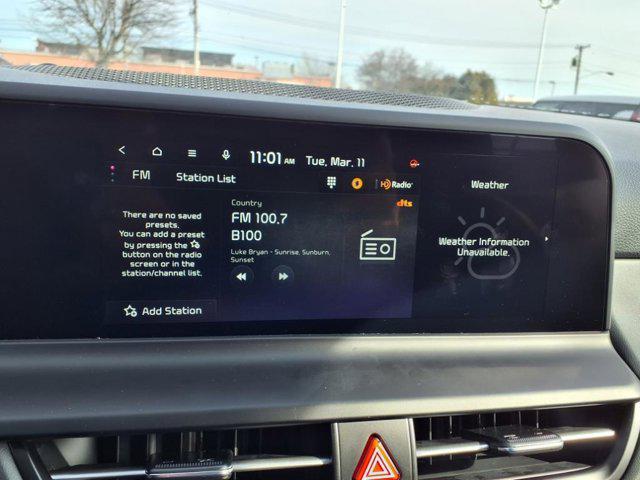 11:01 AM Tue, Mar. 11
FM Station List
HD Radio
dts
There are no saved
presets.
You can add a preset
by pressing the
button on the radio
screen or in the
station/channel list.
Add Station
Country
FM 100.7
B100
Luke Bryan - Sunrise, Sunburn,
Sunset
Weather
Weather Information
Unavailable.